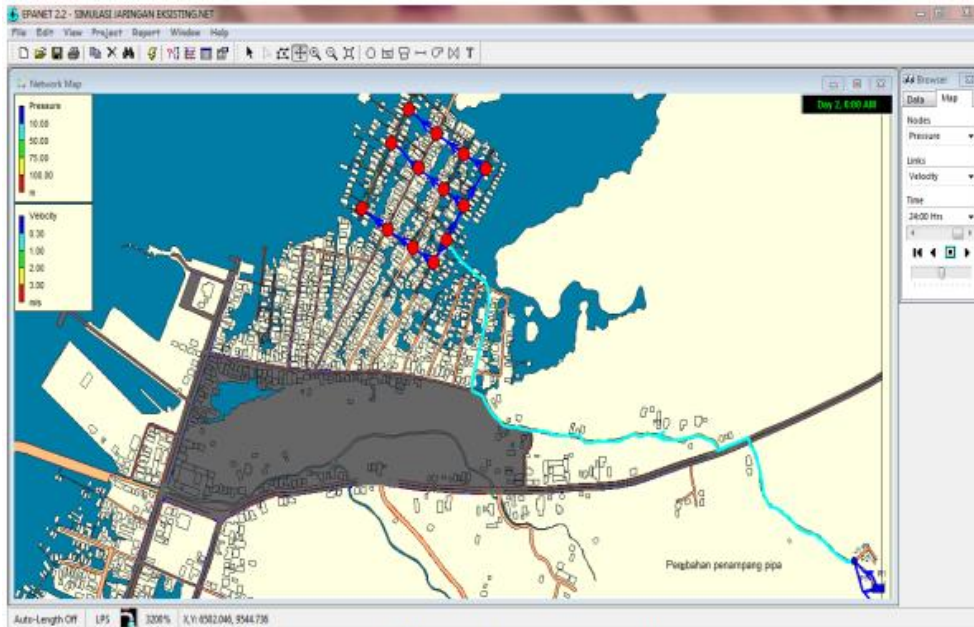 EPANET 2.2 - SIMULASI JARINGAN EKSISTING.NET
File Edit View Project Report Window Help
T
Network Map
Pressure
10.00
50.00
75.00
100.00
m
Velocity
0.30
1.00
2.00
3.00
m/s
Day 2, 8:00 AM
Browser
Data Map
Nodes
Pressure
Links
Velocity
Time
24:00 Hrs
penampang pipa
Auto-Length Off LPS 3200% X,Y: 6502.046, 9544.738